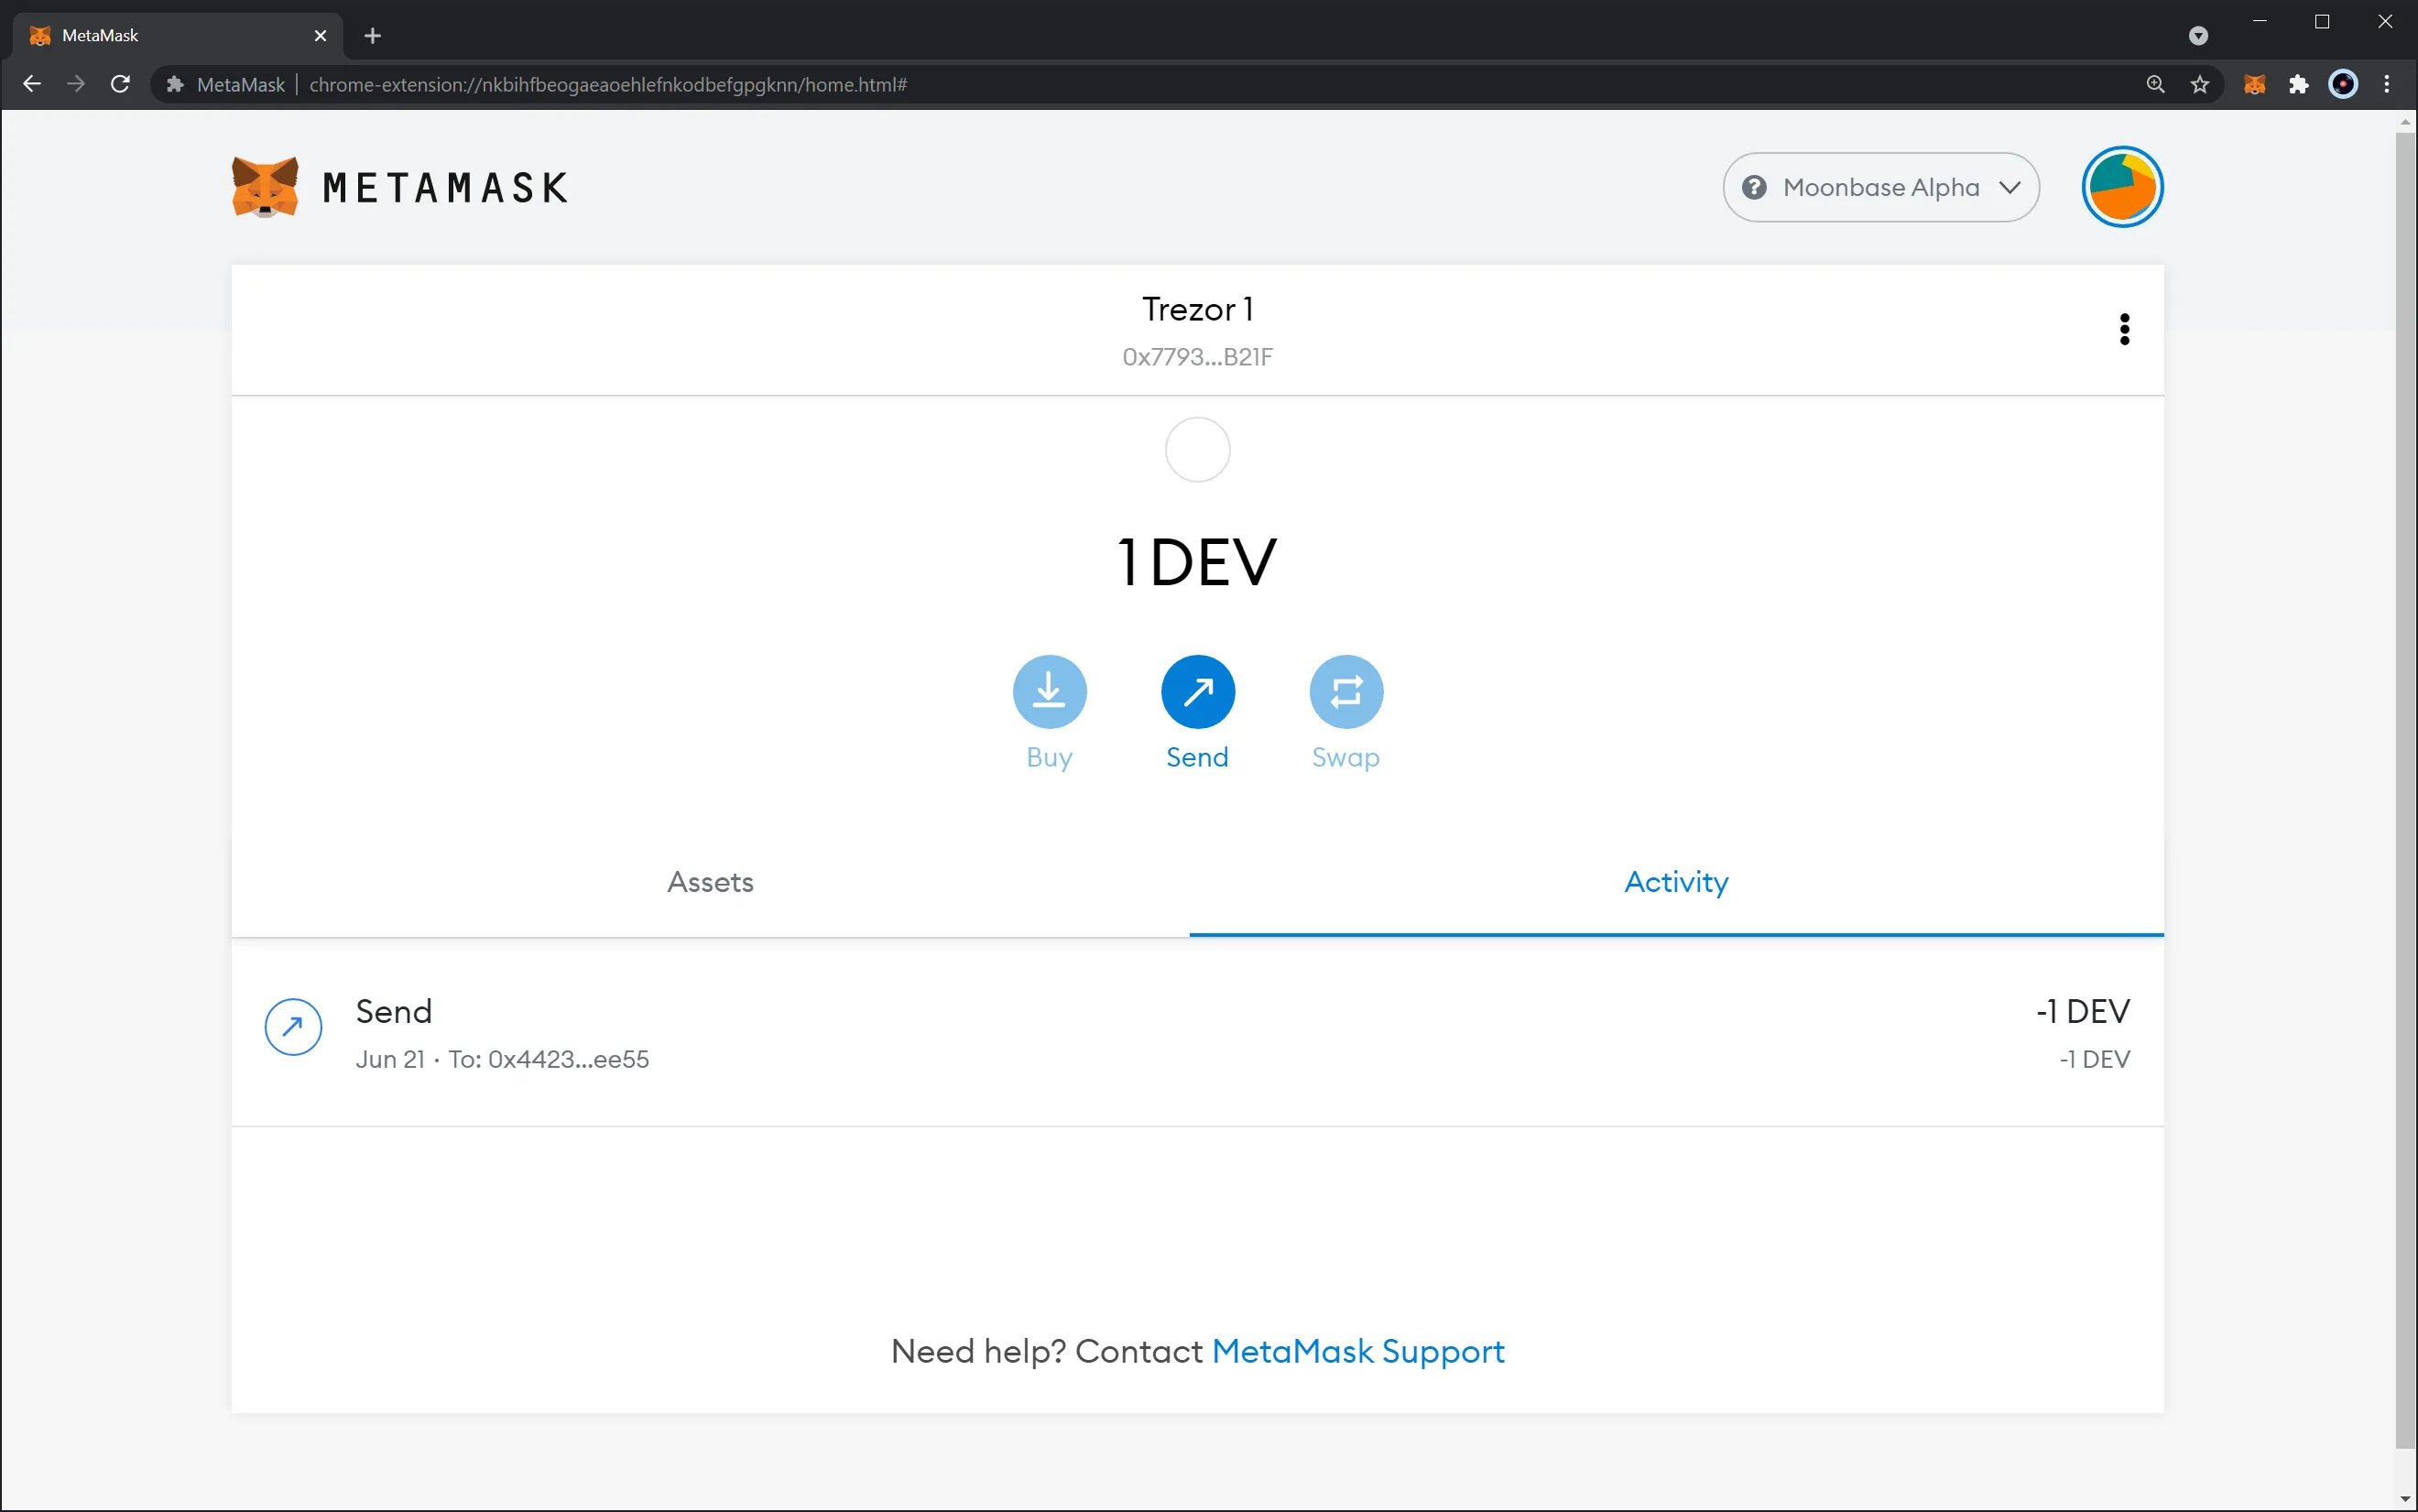 MetaMask
MetaMask | chrome-extension://nkbihfbeogaeaoehlefnkodbefgpgknn/home.html#
METAMASK
Moonbase Alpha
Trezor 1
0x7793...B21F
1 DEV
Buy
Send
Swap
Assets
Activity
Send
-1 DEV
Jun 21 · To: 0x4423...ee55
-1 DEV
Need help? Contact MetaMask Support